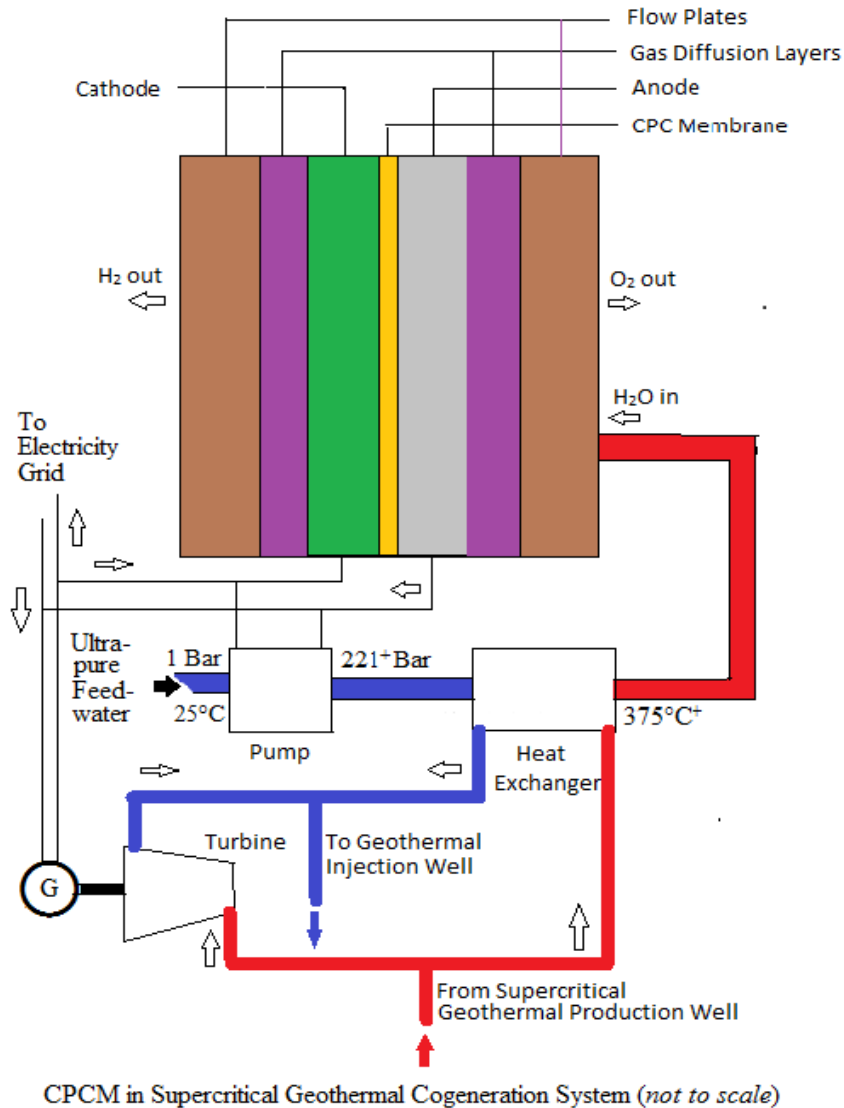 Flow Plates
Gas Diffusion Layers
Cathode
Anode
CPC Membrane
H₂ out
O₂ out
H₂O in
To
Electricity
Grid
Ultra-
pure
Feed-
water
1 Bar
25°C
221⁺Bar
375°C⁺
Pump
Heat
Exchanger
Turbine
To Geothermal
Injection Well
G
From Supercritical
Geothermal Production Well
CPCM in Supercritical Geothermal Cogeneration System (not to scale)